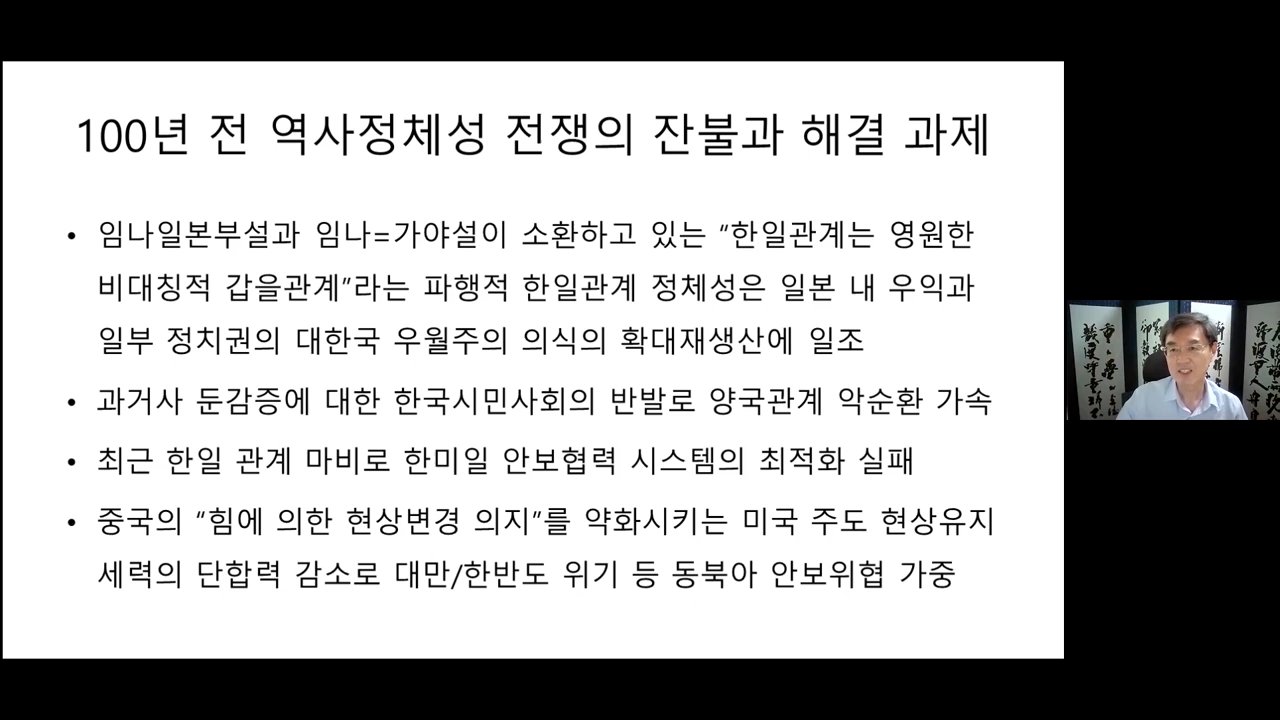 100년 전 역사정체성 전쟁의 잔불과 해결 과제
• 임나일본부설과 임나=가야설이 소환하고 있는 “한일관계는 영원한
비대칭적 갑을관계”라는 파행적 한일관계 정체성은 일본 내 우익과
일부 정치권의 대한국 우월주의 의식의 확대재생산에 일조
• 과거사 둔감증에 대한 한국시민사회의 반발로 양국관계 악순환 가속
• 최근 한일 관계 마비로 한미일 안보협력 시스템의 최적화 실패
• 중국의 “힘에 의한 현상변경 의지”를 약화시키는 미국 주도 현상유지
세력의 단합력 감소로 대만/한반도 위기 등 동북아 안보위협 가중